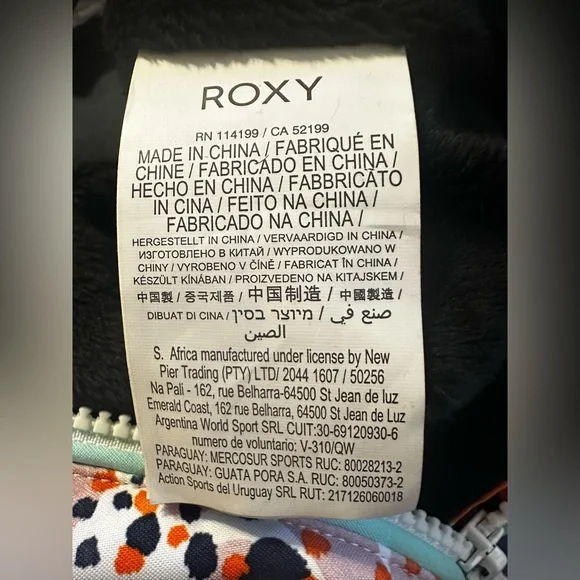 ROXY
RN 114199 / CA 52199
MADE IN CHINA / FABRIQUÉ EN
CHINE / FABRICADO EN CHINA /
HECHO EN CHINA / FABBRICATO
IN CINA / FEITO NA CHINA /
FABRICADO NA CHINA /
HERGESTELLT IN CHINA / VERVAARDIGD IN CHINA /
ИЗГОТОВЛЕНО В КИТАЙ / WYPRODUKOWANO W
CHINY / VYROBENO V ČÍNĚ / FABRICAT ÎN CHINA /
KÉSZÜLT KÍNÁBAN / PROIZVEDENO NA KITAJSKEM /
中国製 / 중국제품 / 中国制造 / 中國製造 /
DIBUAT DI CINA / מיוצר בסין / صنع في
الصين
S. Africa manufactured under license by New
Pier Trading (PTY) LTD/ 2044 1607 / 50256
Na Pali - 162, rue Belharra-64500 St Jean de luz
Emerald Coast, 162 rue Belharra, 64500 St Jean de Luz
Argentina World Sport SRL CUIT:30-69120930-6
numero de voluntario: V-310/QW
PARAGUAY: MERCOSUR SPORTS RUC: 80028213-2
PARAGUAY: GUATA PORA S.A. RUC: 80050373-2
Action Sports del Uruguay SRL RUT: 217126060018